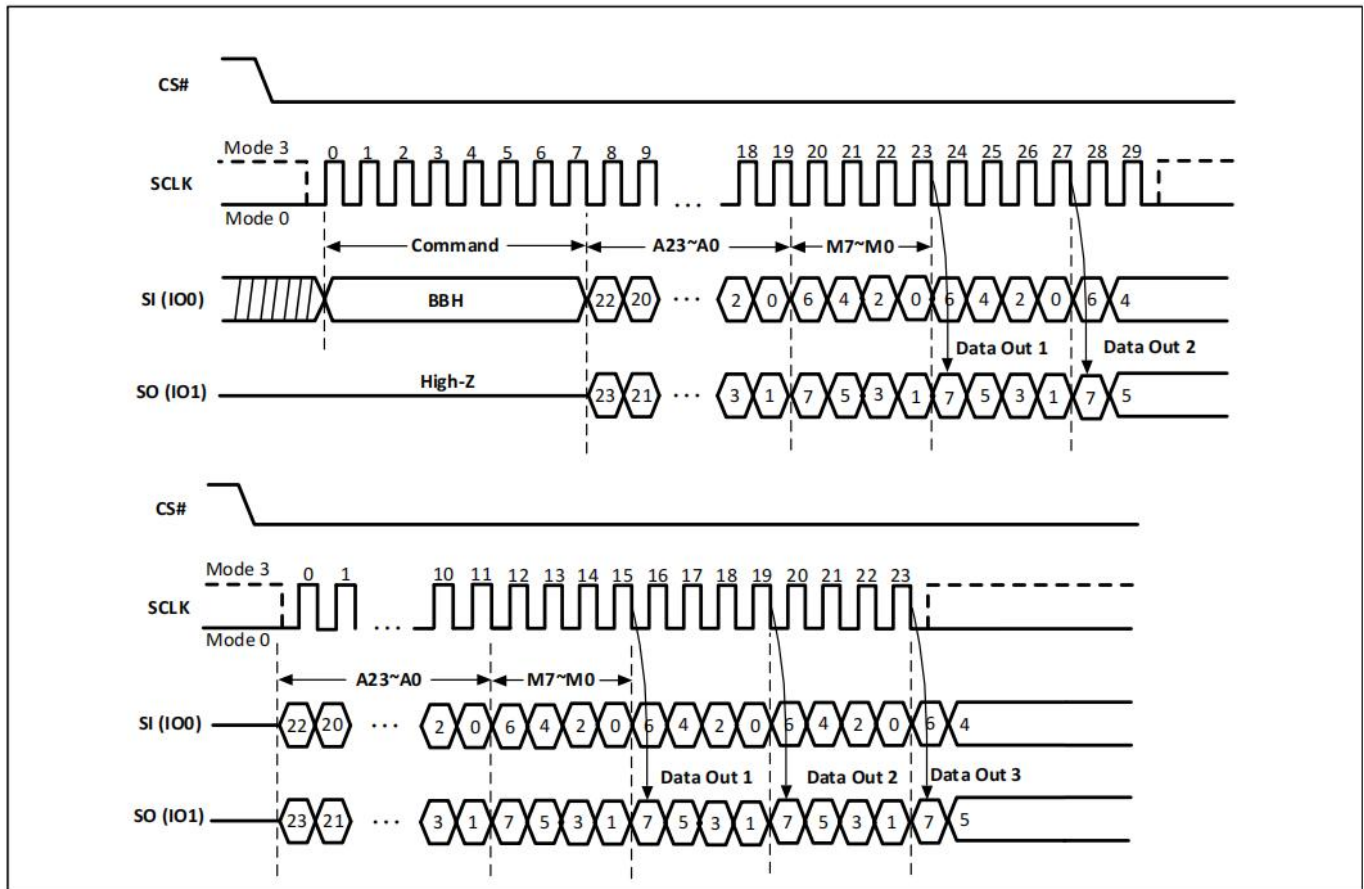 CS#
Mode 3
0 1 2 3 4 5 6 7 8 9 18 19 20 21 22 23 24 25 26 27 28 29
SCLK
...
Mode 0
Command A23~A0 M7~M0
SI (IO0) BBH 22 20 ... 2 0 6 4 2 0 6 4 2 0 6 4
Data Out 1 Data Out 2
SO (IO1) High-Z 23 21 ... 3 1 7 5 3 1 7 5 3 1 7 5
CS#
Mode 3
0 1 10 11 12 13 14 15 16 17 18 19 20 21 22 23
SCLK
...
Mode 0
A23~A0 M7~M0
SI (IO0) 22 20 ... 2 0 6 4 2 0 6 4 2 0 6 4 2 0 6 4
Data Out 1 Data Out 2 Data Out 3
SO (IO1) 23 21 ... 3 1 7 5 3 1 7 5 3 1 7 5 3 1 7 5